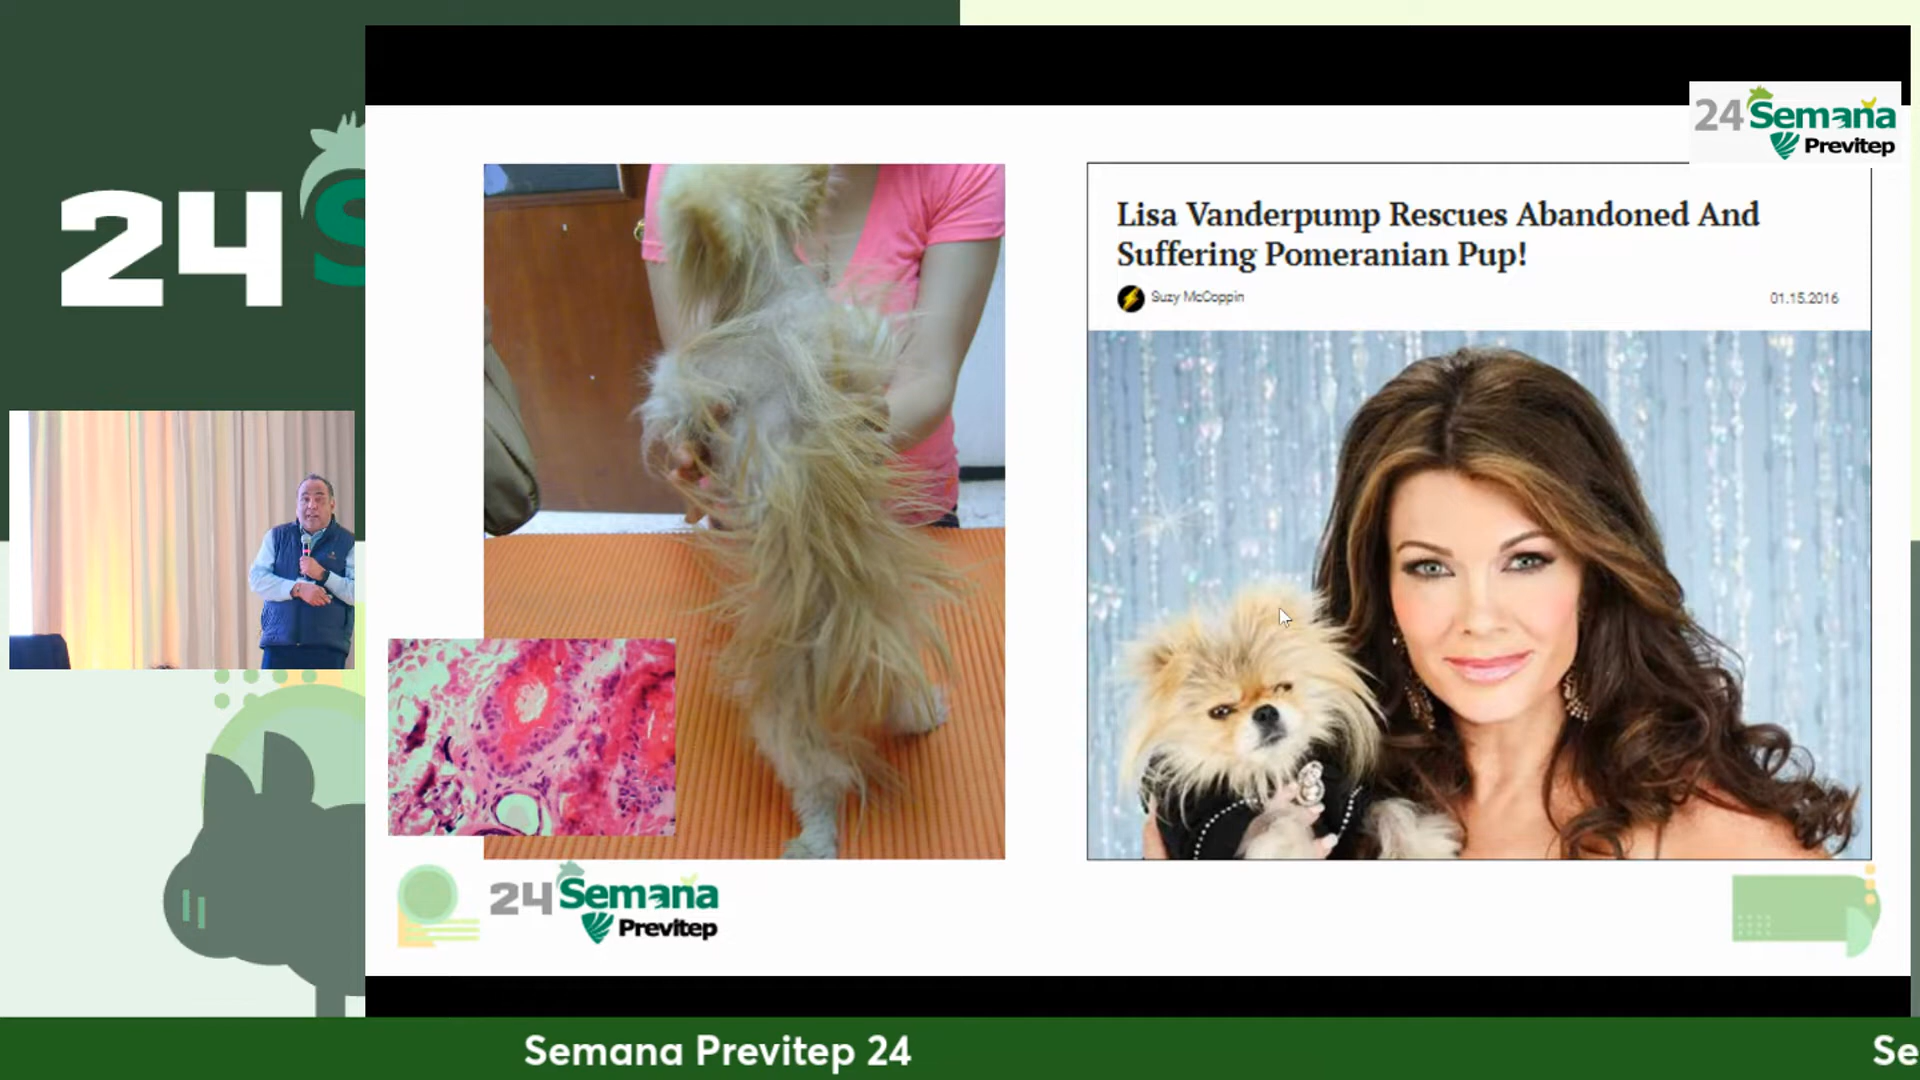 24 S
24 Semana
Previtep
Lisa Vanderpump Rescues Abandoned And
Suffering Pomeranian Pup!
Suzy McCoppin
01.15.2016
24 Semana
Previtep
Semana Previtep 24
Se